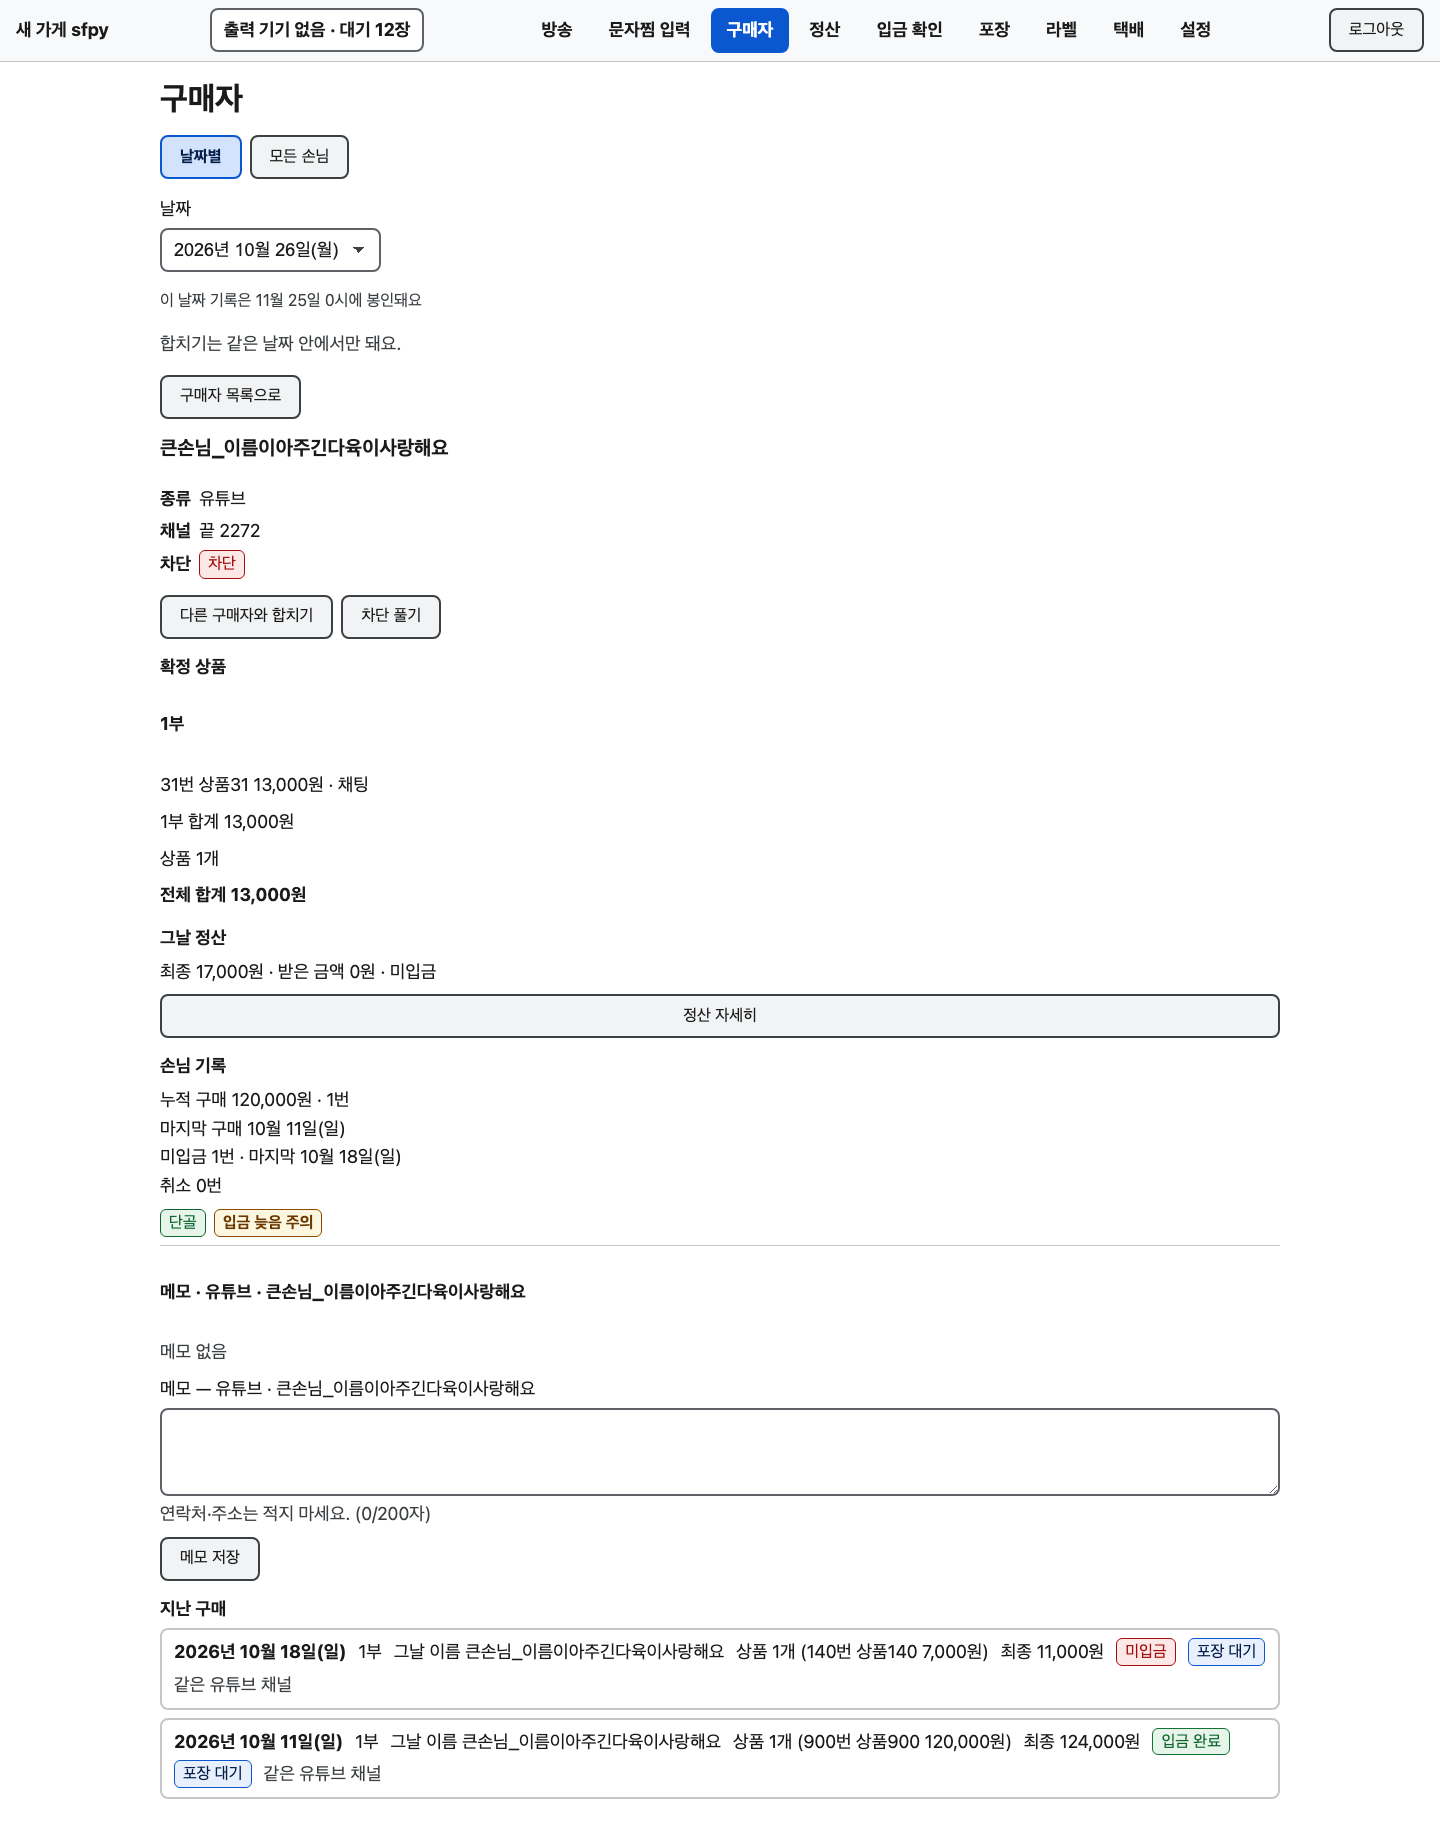 새 가게 sfpy
출력 기기 없음 · 대기 12장
방송 문자찜 입력 구매자 정산 입금 확인 포장 라벨 택배 설정
로그아웃
구매자
날짜별 모든 손님
날짜
2026년 10월 26일(월)
이 날짜 기록은 11월 25일 0시에 봉인돼요
합치기는 같은 날짜 안에서만 돼요.
구매자 목록으로
큰손님_이름이아주긴다육이사랑해요
종류 유튜브
채널 끝 2272
차단 차단
다른 구매자와 합치기 차단 풀기
확정 상품
1부
31번 상품31 13,000원 · 채팅
1부 합계 13,000원
상품 1개
전체 합계 13,000원
그날 정산
최종 17,000원 · 받은 금액 0원 · 미입금
정산 자세히
손님 기록
누적 구매 120,000원 · 1번
마지막 구매 10월 11일(일)
미입금 1번 · 마지막 10월 18일(일)
취소 0번
단골 입금 늦음 주의
메모 · 유튜브 · 큰손님_이름이아주긴다육이사랑해요
메모 없음
메모 — 유튜브 · 큰손님_이름이아주긴다육이사랑해요
연락처·주소는 적지 마세요. (0/200자)
메모 저장
지난 구매
2026년 10월 18일(일) 1부 그날 이름 큰손님_이름이아주긴다육이사랑해요 상품 1개 (140번 상품140 7,000원) 최종 11,000원 미입금 포장 대기
같은 유튜브 채널
2026년 10월 11일(일) 1부 그날 이름 큰손님_이름이아주긴다육이사랑해요 상품 1개 (900번 상품900 120,000원) 최종 124,000원 입금 완료
포장 대기 같은 유튜브 채널